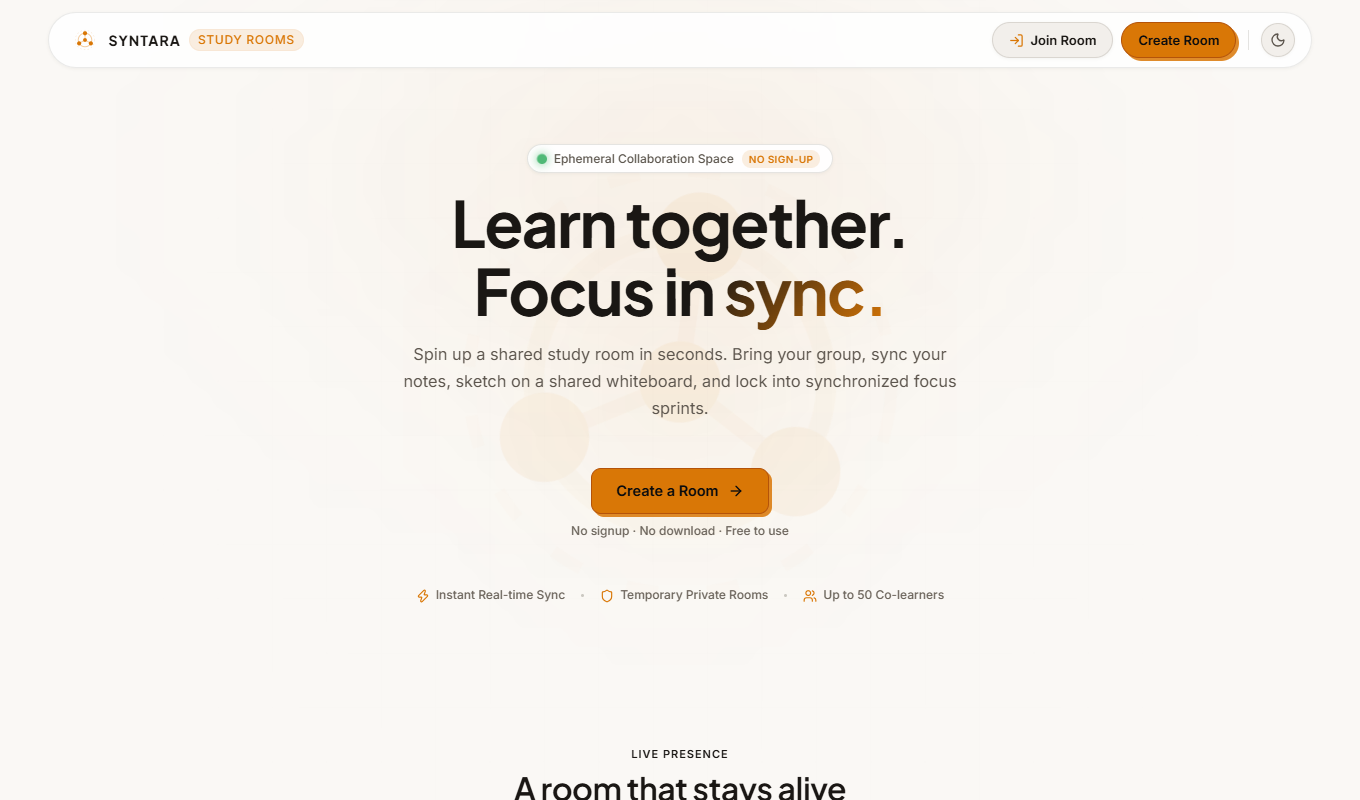 SYNTARA STUDY ROOMS
Join Room
Create Room
Ephemeral Collaboration Space NO SIGN-UP
Learn together.
Focus in sync.
Spin up a shared study room in seconds. Bring your group, sync your
notes, sketch on a shared whiteboard, and lock into synchronized focus
sprints.
Create a Room
No signup · No download · Free to use
Instant Real-time Sync • Temporary Private Rooms • Up to 50 Co-learners
LIVE PRESENCE
A room that stays alive